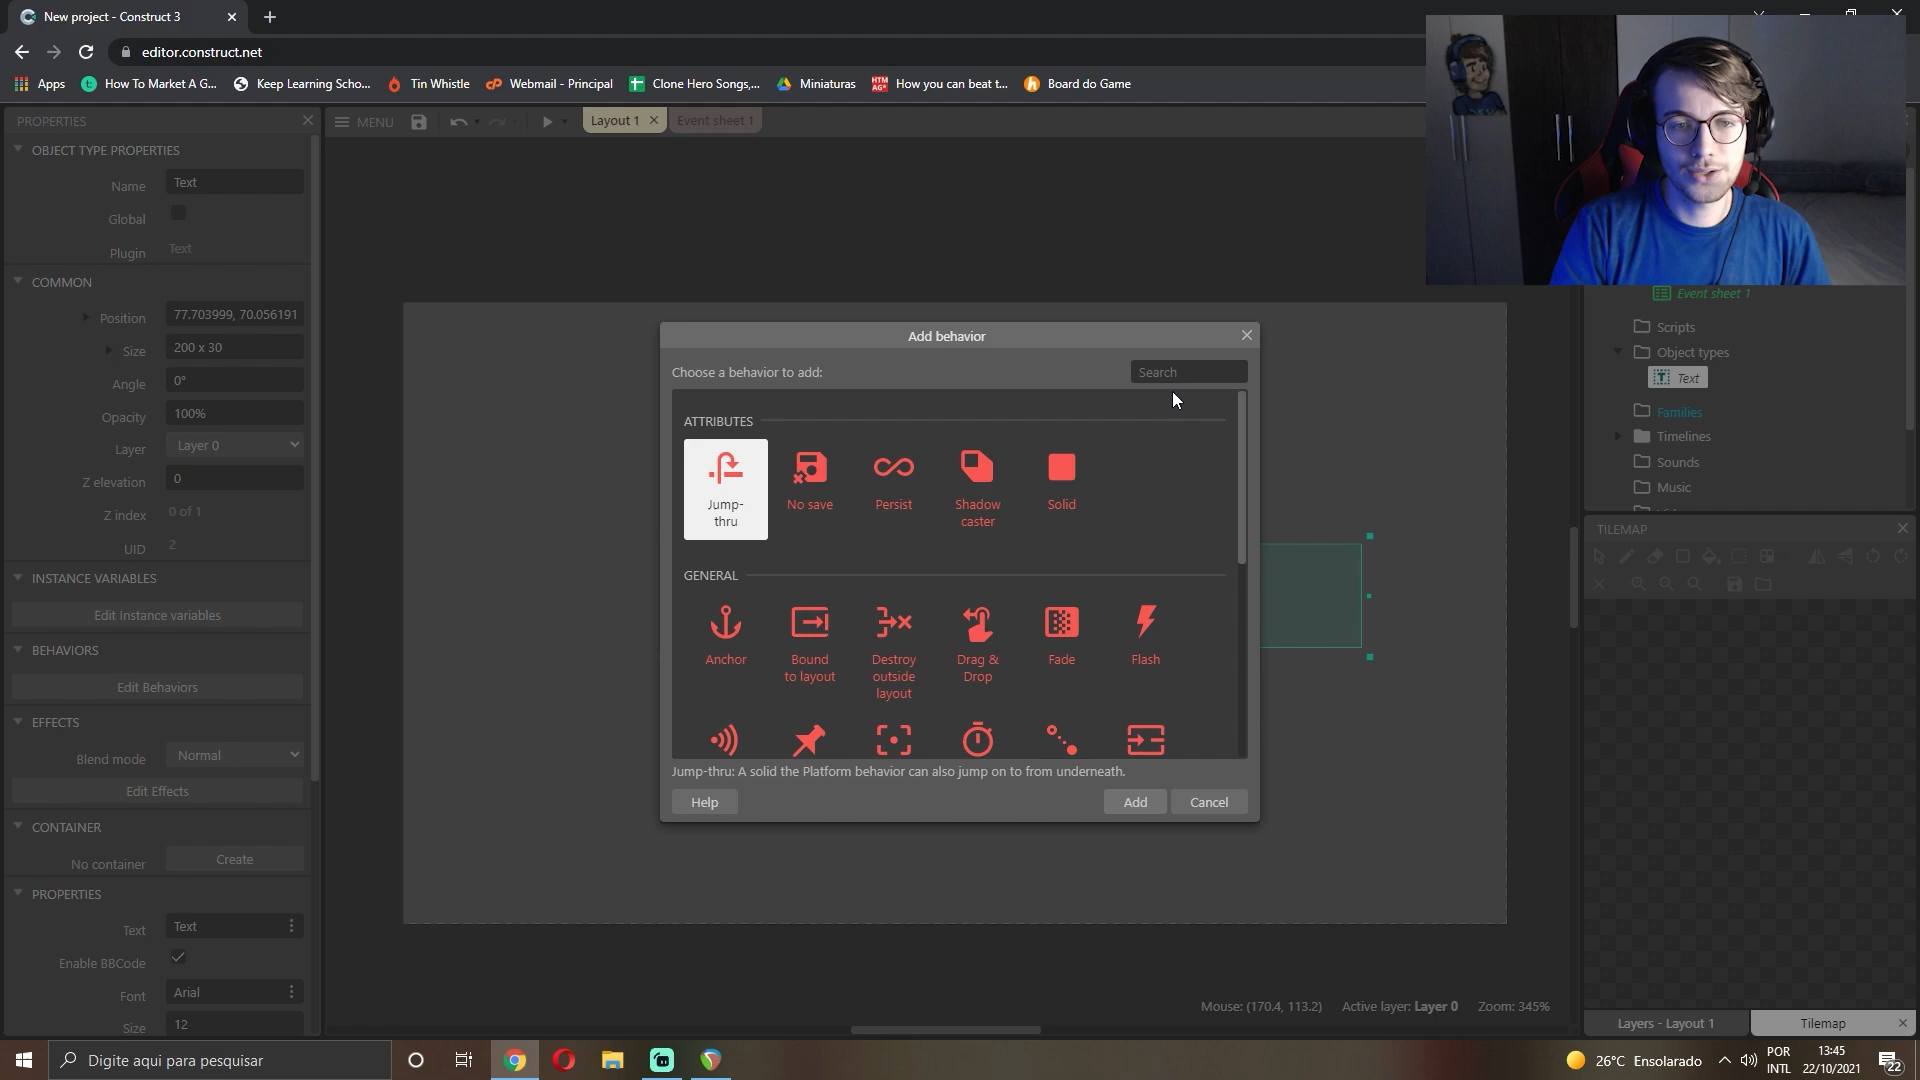 New project - Construct 3
editor.construct.net
Apps
How To Market A G...
Keep Learning Scho...
Tin Whistle
Webmail - Principal
Clone Hero Songs,...
Miniaturas
How you can beat t...
Board do Game
PROPERTIES
MENU
Layout 1
Event sheet 1
OBJECT TYPE PROPERTIES
Name
Text
Global
Plugin
Text
COMMON
Position
77.703999, 70.056191
Size
200 x 30
Angle
0°
Opacity
100%
Layer
Layer 0
Z elevation
0
Z index
0 of 1
UID
2
INSTANCE VARIABLES
Edit Instance variables
BEHAVIORS
Edit Behaviors
EFFECTS
Blend mode
Normal
Edit Effects
CONTAINER
No container
Create
PROPERTIES
Text
Text
Enable BBCode
Font
Arial
Size
12
Add behavior
Choose a behavior to add:
Search
ATTRIBUTES
Jump-
thru
No save
Persist
Shadow
caster
Solid
GENERAL
Anchor
Bound
to layout
Destroy
outside
layout
Drag &
Drop
Fade
Flash
Jump-thru: A solid the Platform behavior can also jump on to from underneath.
Help
Add
Cancel
Mouse: (170.4, 113.2)
Active layer: Layer 0
Zoom: 345%
Event sheet 1
Scripts
Object types
Text
Families
Timelines
Sounds
Music
TILEMAP
Layers - Layout 1
Tilemap
Digite aqui para pesquisar
26°C Ensolarado
POR
INTL
13:45
22/10/2021
22